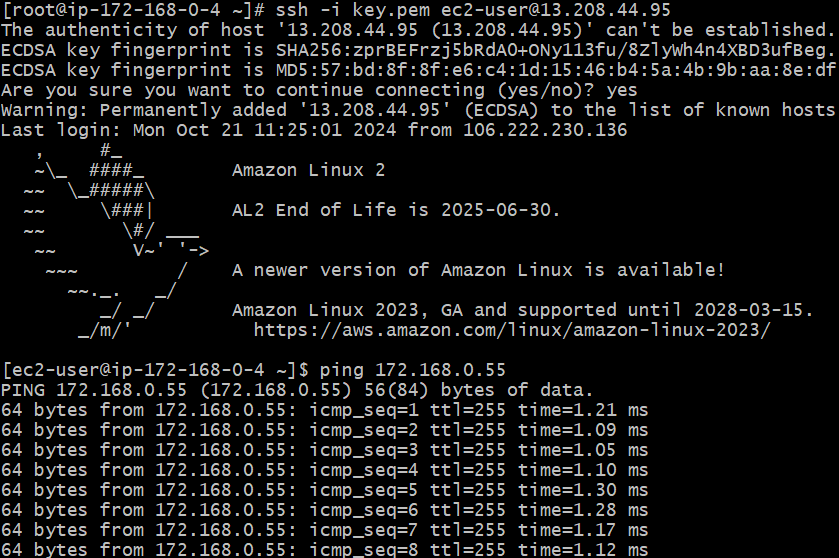 [root@ip-172-168-0-4 ~]# ssh -i key.pem ec2-user@13.208.44.95
The authenticity of host '13.208.44.95 (13.208.44.95)' can't be established.
ECDSA key fingerprint is SHA256:zprBEFrzj5bRdAO+ONy113fu/8ZlyWh4n4XBD3ufBeg.
ECDSA key fingerprint is MD5:57:bd:8f:8f:e6:c4:1d:15:46:b4:5a:4b:9b:aa:8e:df
Are you sure you want to continue connecting (yes/no)? yes
Warning: Permanently added '13.208.44.95' (ECDSA) to the list of known hosts
Last login: Mon Oct 21 11:25:01 2024 from 106.222.230.136
   ,     #_
   ~\_  ####_        Amazon Linux 2
  ~~  \_#####\
  ~~     \###|       AL2 End of Life is 2025-06-30.
  ~~       \#/ ___
   ~~       V~' '->
    ~~~         /    A newer version of Amazon Linux is available!
      ~~._.   _/
         _/ _/       Amazon Linux 2023, GA and supported until 2028-03-15.
       _/m/'           https://aws.amazon.com/linux/amazon-linux-2023/
[ec2-user@ip-172-168-0-4 ~]$ ping 172.168.0.55
PING 172.168.0.55 (172.168.0.55) 56(84) bytes of data.
64 bytes from 172.168.0.55: icmp_seq=1 ttl=255 time=1.21 ms
64 bytes from 172.168.0.55: icmp_seq=2 ttl=255 time=1.09 ms
64 bytes from 172.168.0.55: icmp_seq=3 ttl=255 time=1.05 ms
64 bytes from 172.168.0.55: icmp_seq=4 ttl=255 time=1.10 ms
64 bytes from 172.168.0.55: icmp_seq=5 ttl=255 time=1.30 ms
64 bytes from 172.168.0.55: icmp_seq=6 ttl=255 time=1.28 ms
64 bytes from 172.168.0.55: icmp_seq=7 ttl=255 time=1.17 ms
64 bytes from 172.168.0.55: icmp_seq=8 ttl=255 time=1.12 ms